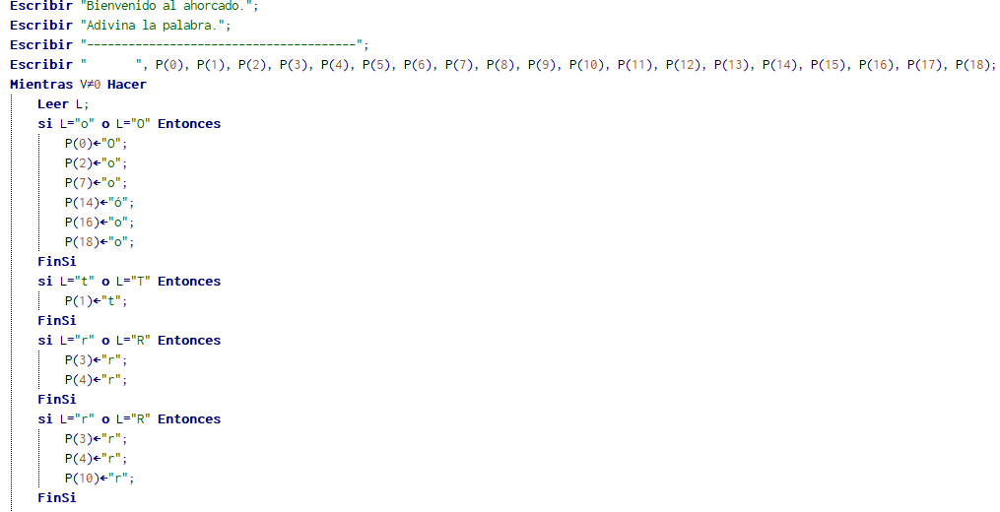 Escribir "Bienvenido al ahorcado.";
Escribir "Adivina la palabra.";
Escribir "---------------------------------------";
Escribir "       ", P(0), P(1), P(2), P(3), P(4), P(5), P(6), P(7), P(8), P(9), P(10), P(11), P(12), P(13), P(14), P(15), P(16), P(17), P(18);
Mientras V≠0 Hacer
Leer L;
si L="o" o L="O" Entonces
P(0)←"O";
P(2)←"o";
P(7)←"o";
P(14)←"ó";
P(16)←"o";
P(18)←"o";
FinSi
si L="t" o L="T" Entonces
P(1)←"t";
FinSi
si L="r" o L="R" Entonces
P(3)←"r";
P(4)←"r";
FinSi
si L="r" o L="R" Entonces
P(3)←"r";
P(4)←"r";
P(10)←"r";
FinSi